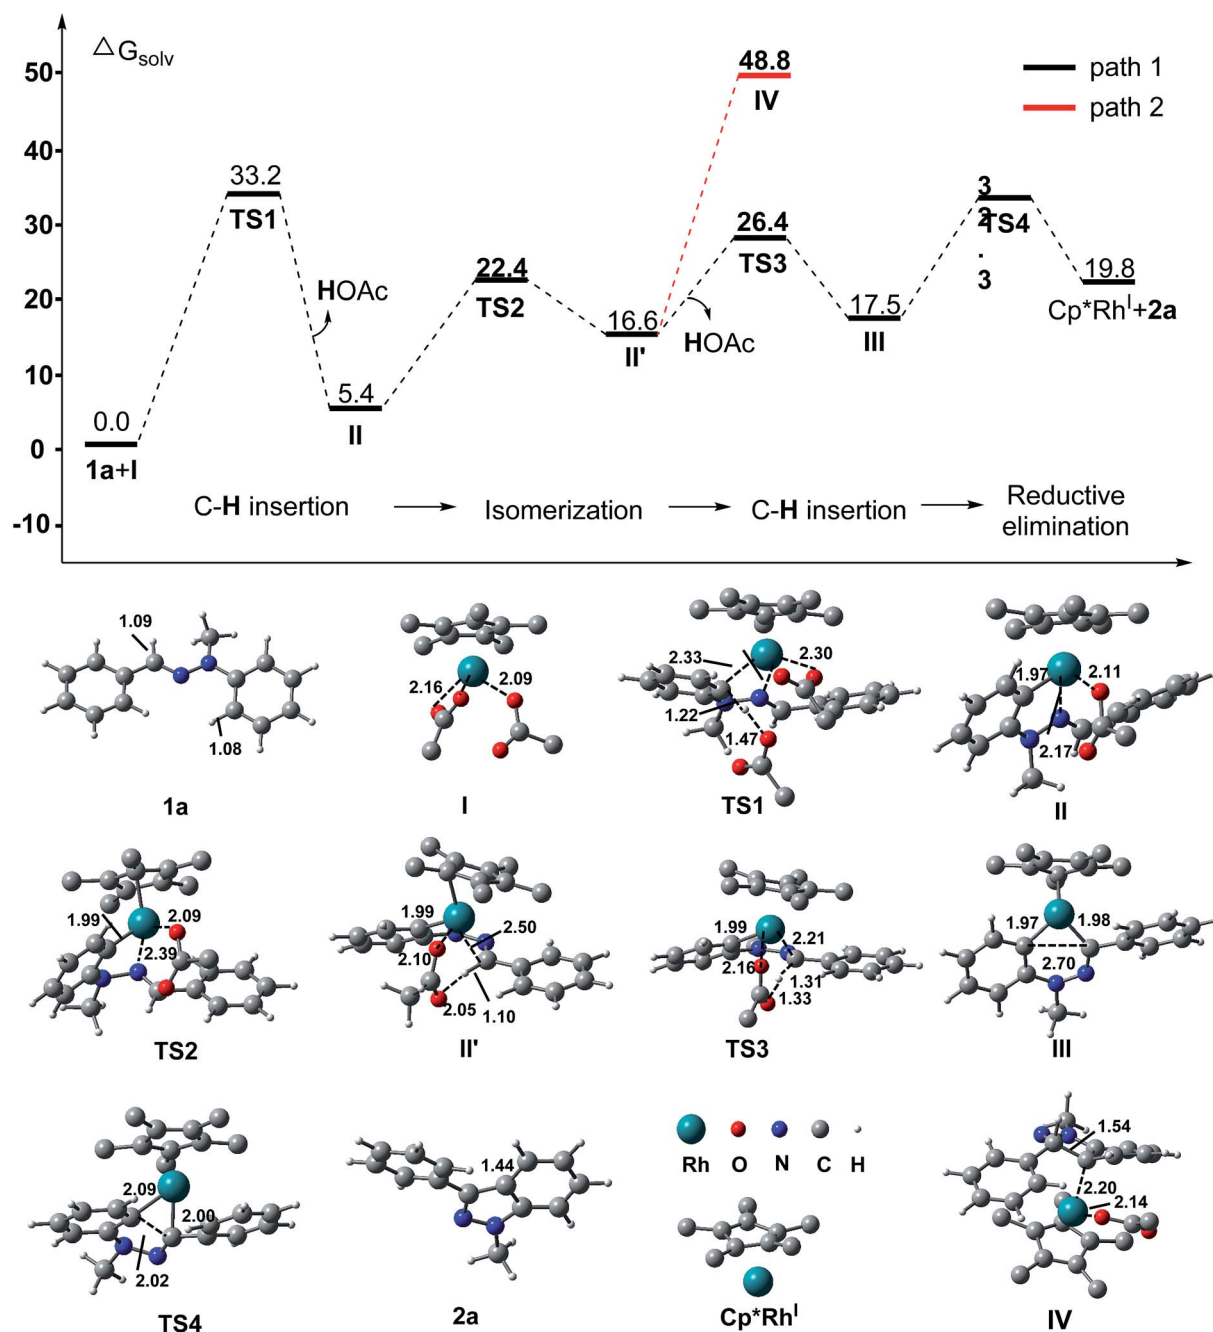 △G_solv
50
40
30
20
10
0
-10
path 1
path 2
0.0
1a+I
33.2
TS1
HOAc
5.4
II
22.4
TS2
16.6
II'
48.8
IV
26.4
TS3
HOAc
17.5
III
3
2
.
3
TS4
19.8
Cp*Rh^I+2a
C-H insertion
Isomerization
C-H insertion
Reductive
elimination
1.09
1.08
1a
2.16
2.09
I
2.33
2.30
1.22
1.47
TS1
1.97
2.11
2.17
II
1.99
2.09
2.39
TS2
1.99
2.50
2.10
2.05
1.10
II'
1.99
2.21
2.16
1.31
1.33
TS3
1.97
1.98
2.70
III
2.09
2.00
2.02
TS4
1.44
2a
Rh O N C H
Cp*Rh^I
1.54
2.20
2.14
IV